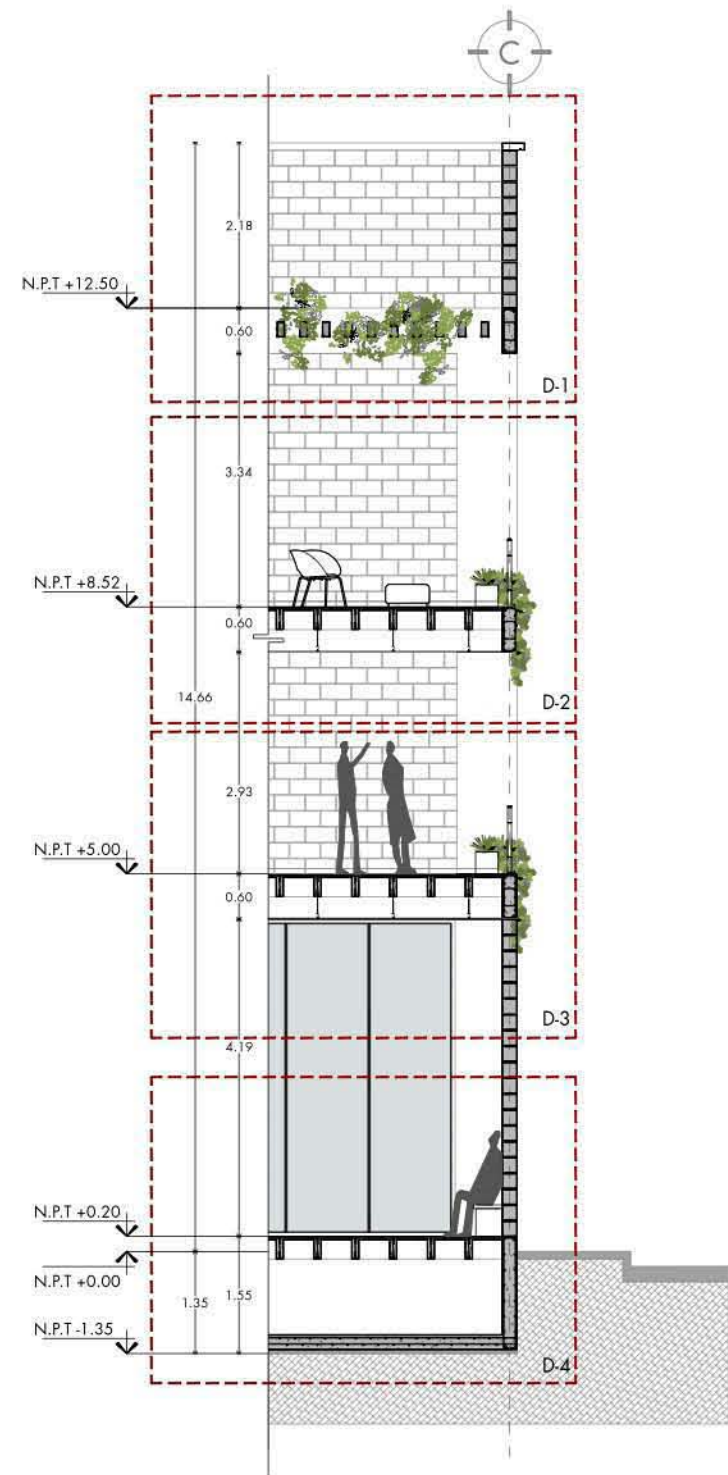 C
2.18
N.P.T +12.50
0.60
D-1
3.34
N.P.T +8.52
0.60
14.66
D-2
2.93
N.P.T +5.00
0.60
D-3
4.19
N.P.T +0.20
N.P.T +0.00
1.35
1.55
N.P.T -1.35
D-4